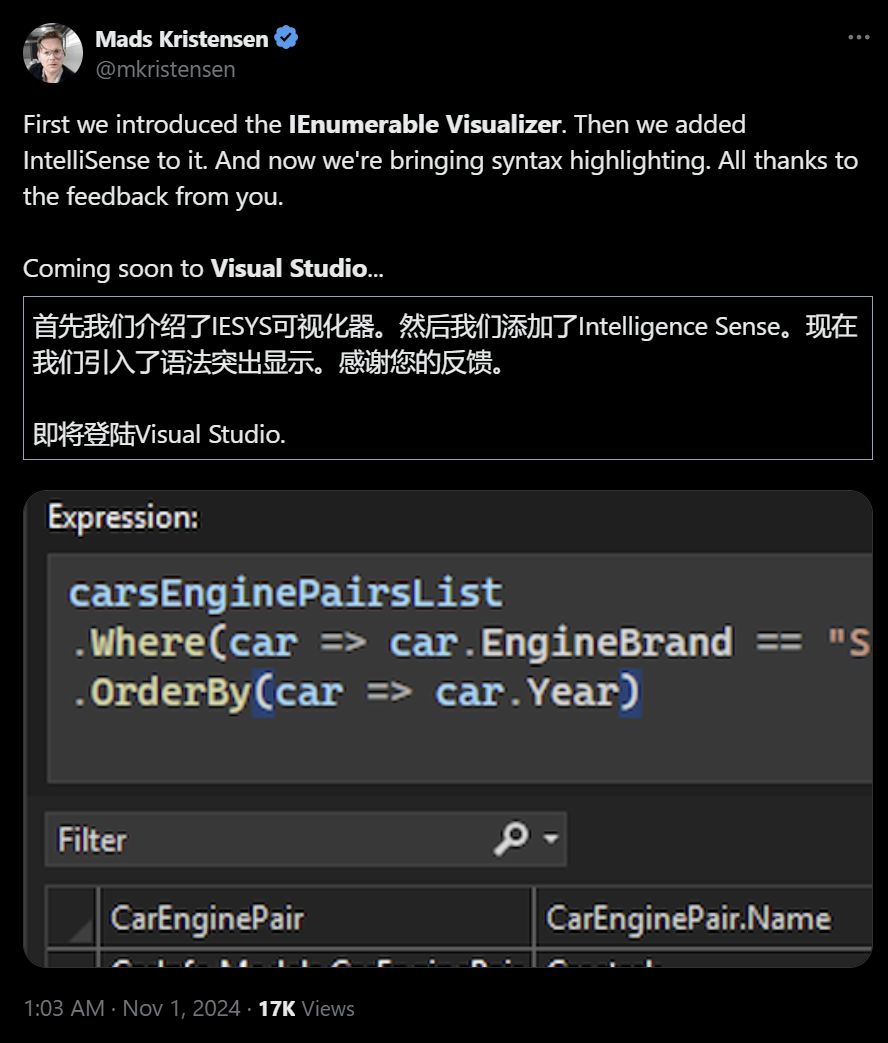 Mads Kristensen
@mkristensen
First we introduced the IEnumerable Visualizer. Then we added
IntelliSense to it. And now we're bringing syntax highlighting. All thanks to
the feedback from you.
Coming soon to Visual Studio...
首先我们介绍了IESYS可视化器。然后我们添加了Intelligence Sense。现在
我们引入了语法突出显示。感谢您的反馈。
即将登陆Visual Studio.
Expression:
carsEnginePairsList
.Where(car => car.EngineBrand == "S
.OrderBy(car => car.Year)
Filter
CarEnginePair CarEnginePair.Name
1:03 AM · Nov 1, 2024 · 17K Views